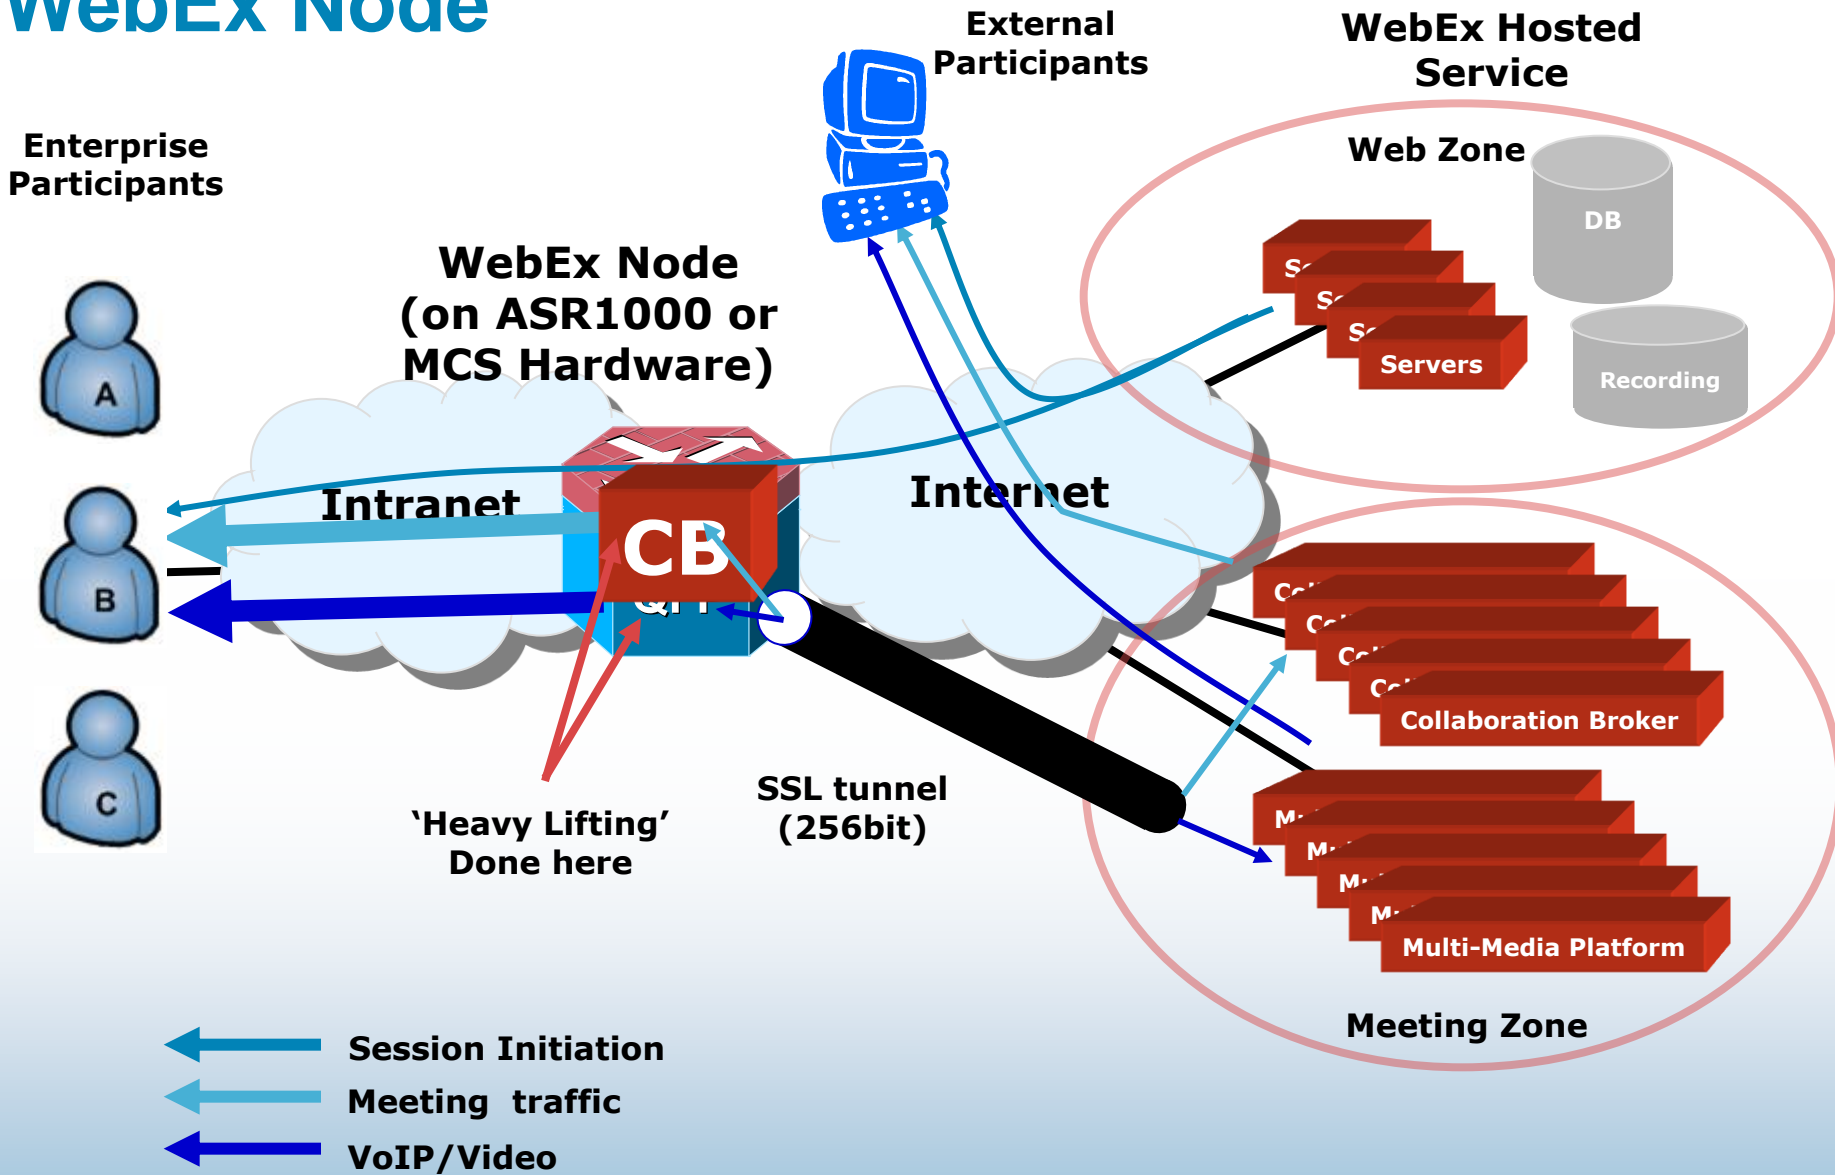 WebEx Node
External
Participants
WebEx Hosted
Service
Enterprise
Participants
Web Zone
DB
Servers
Recording
WebEx Node
(on ASR1000 or
MCS Hardware)
A
Intranet
Internet
CB
B
Collaboration Broker
C
SSL tunnel
(256bit)
‘Heavy Lifting’
Done here
Multi-Media Platform
Meeting Zone
Session Initiation
Meeting traffic
VoIP/Video